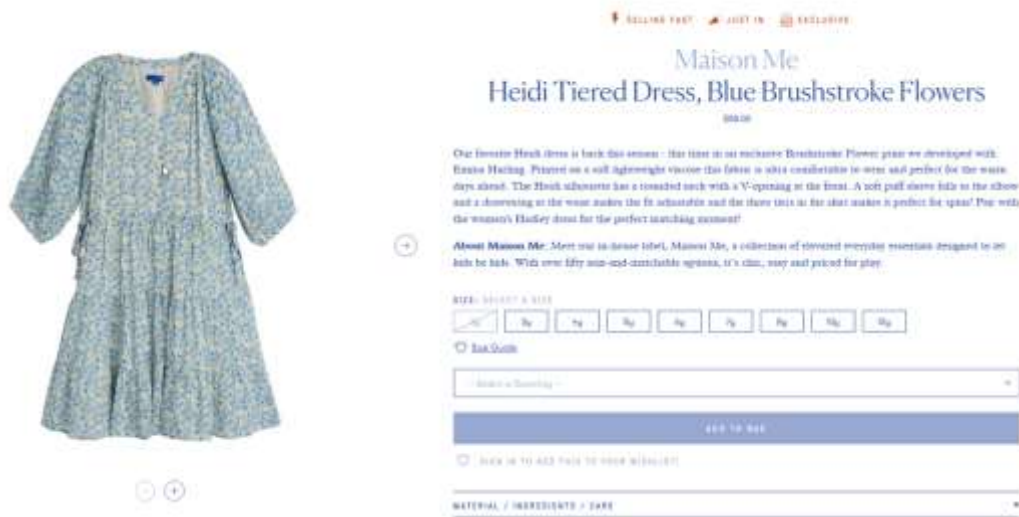 SELLING FAST JUST IN EXCLUSIVE
Maison Me
Heidi Tiered Dress, Blue Brushstroke Flowers
Our favorite Heidi dress is back this season - this time in an exclusive Brushstroke Flower print we developed with
Emma Harling. Printed on a soft lightweight viscose this fabric is ultra comfortable to wear and perfect for the warm
days ahead. The Heidi silhouette has a rounded neck with a V-opening at the front. A soft puff sleeve falls to the elbow
and a drawstring at the waist makes the fit adjustable and the three tiers in the skirt makes it perfect for spins! Pair with
the women's Hadley dress for the perfect matching moment!
About Maison Me: Meet our in-house label, Maison Me, a collection of elevated everyday essentials designed to let
kids be kids. With over fifty mix-and-matchable options, it's chic, easy and priced for play.
SIZE: SELECT A SIZE
Size Guide
ADD TO BAG
SIGN IN TO ADD THIS TO YOUR WISHLIST!
MATERIAL / INGREDIENTS / CARE